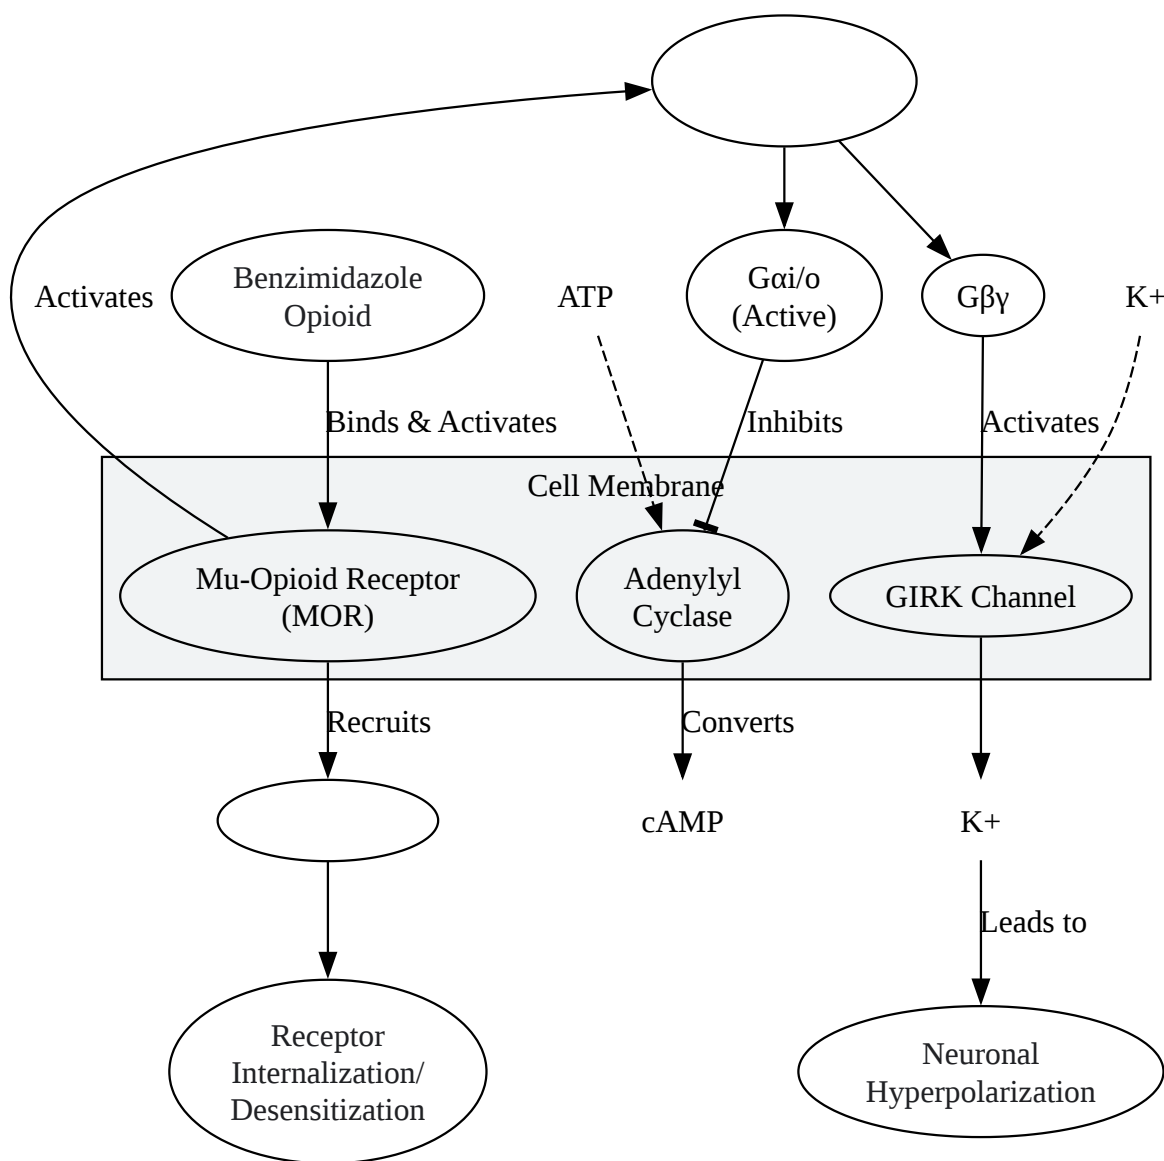 Activates
Benzimidazole
Opioid
ATP
Gαi/o
(Active)
Gβγ
K+
Binds & Activates
Inhibits
Activates
Cell Membrane
Mu-Opioid Receptor
(MOR)
Adenylyl
Cyclase
GIRK Channel
Recruits
Converts
cAMP
K+
Leads to
Receptor
Internalization/
Desensitization
Neuronal
Hyperpolarization